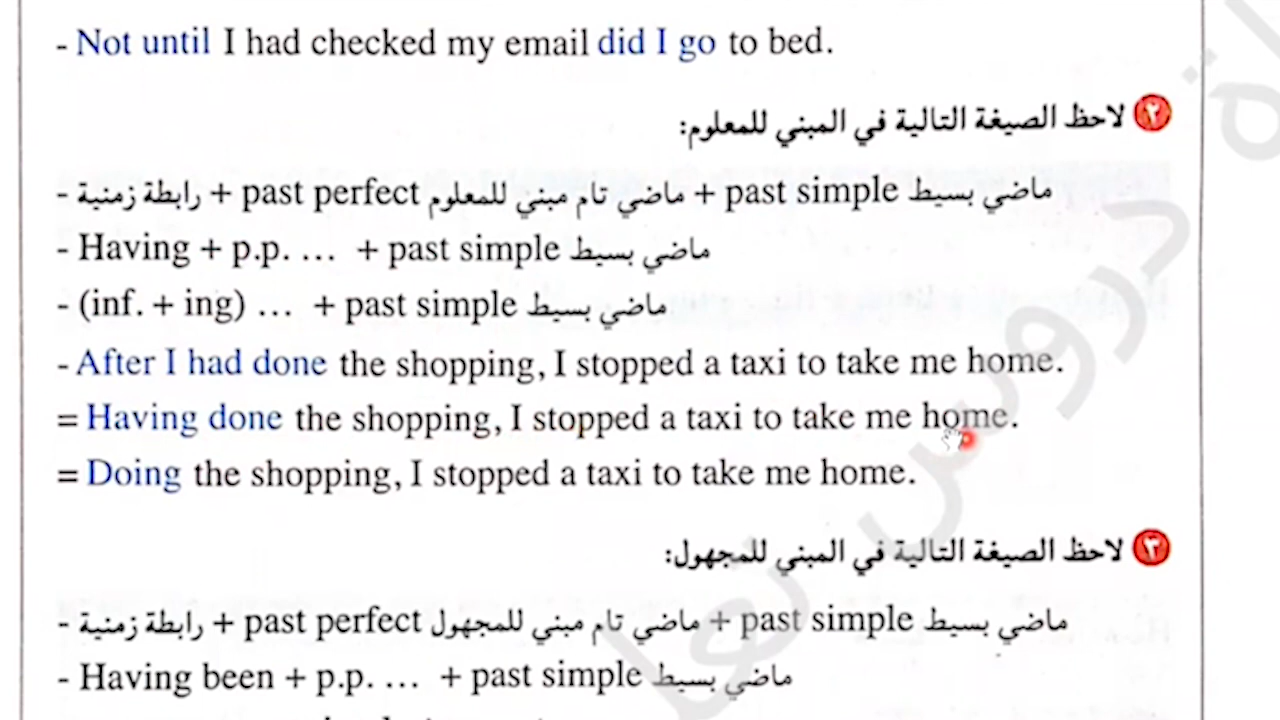 - Not until I had checked my email did I go to bed.
٢ لاحظ الصيغة التالية في المبني للمعلوم:
- رابطة زمنية + past perfect ماضي تام مبني للمعلوم + past simple ماضي بسيط
- Having + p.p. ... + past simple ماضي بسيط
- (inf. + ing) ... + past simple ماضي بسيط
- After I had done the shopping, I stopped a taxi to take me home.
= Having done the shopping, I stopped a taxi to take me home.
= Doing the shopping, I stopped a taxi to take me home.
٣ لاحظ الصيغة التالية في المبني للمجهول:
- رابطة زمنية + past perfect ماضي تام مبني للمجهول + past simple ماضي بسيط
- Having been + p.p. ... + past simple ماضي بسيط